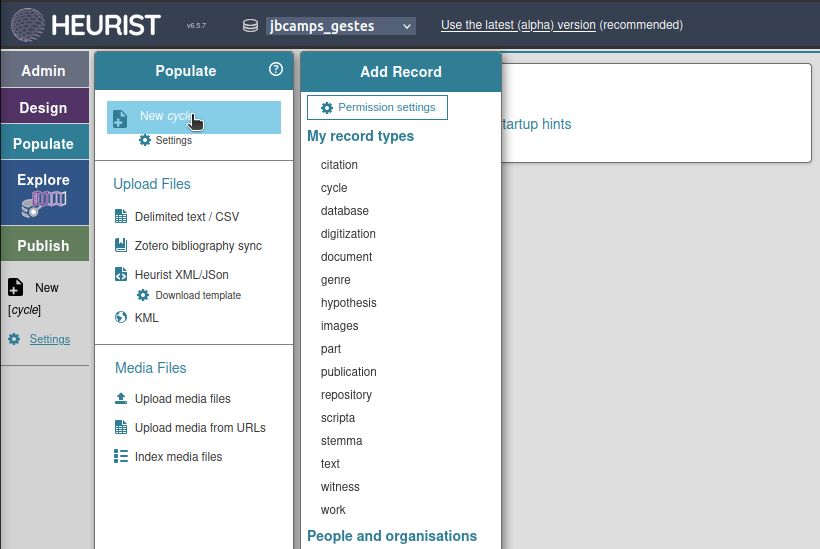 HEURIST v6.5.7 jbcamps_gestes Use the latest (alpha) version (recommended)
Admin
Design
Populate
Explore
Publish
New
[cycle]
Settings
Populate
New cycle
Settings
Upload Files
Delimited text / CSV
Zotero bibliography sync
Heurist XML/JSon
Download template
KML
Media Files
Upload media files
Upload media from URLs
Index media files
Add Record
Permission settings
My record types
citation
cycle
database
digitization
document
genre
hypothesis
images
part
publication
repository
scripta
stemma
text
witness
work
People and organisations
tartup hints